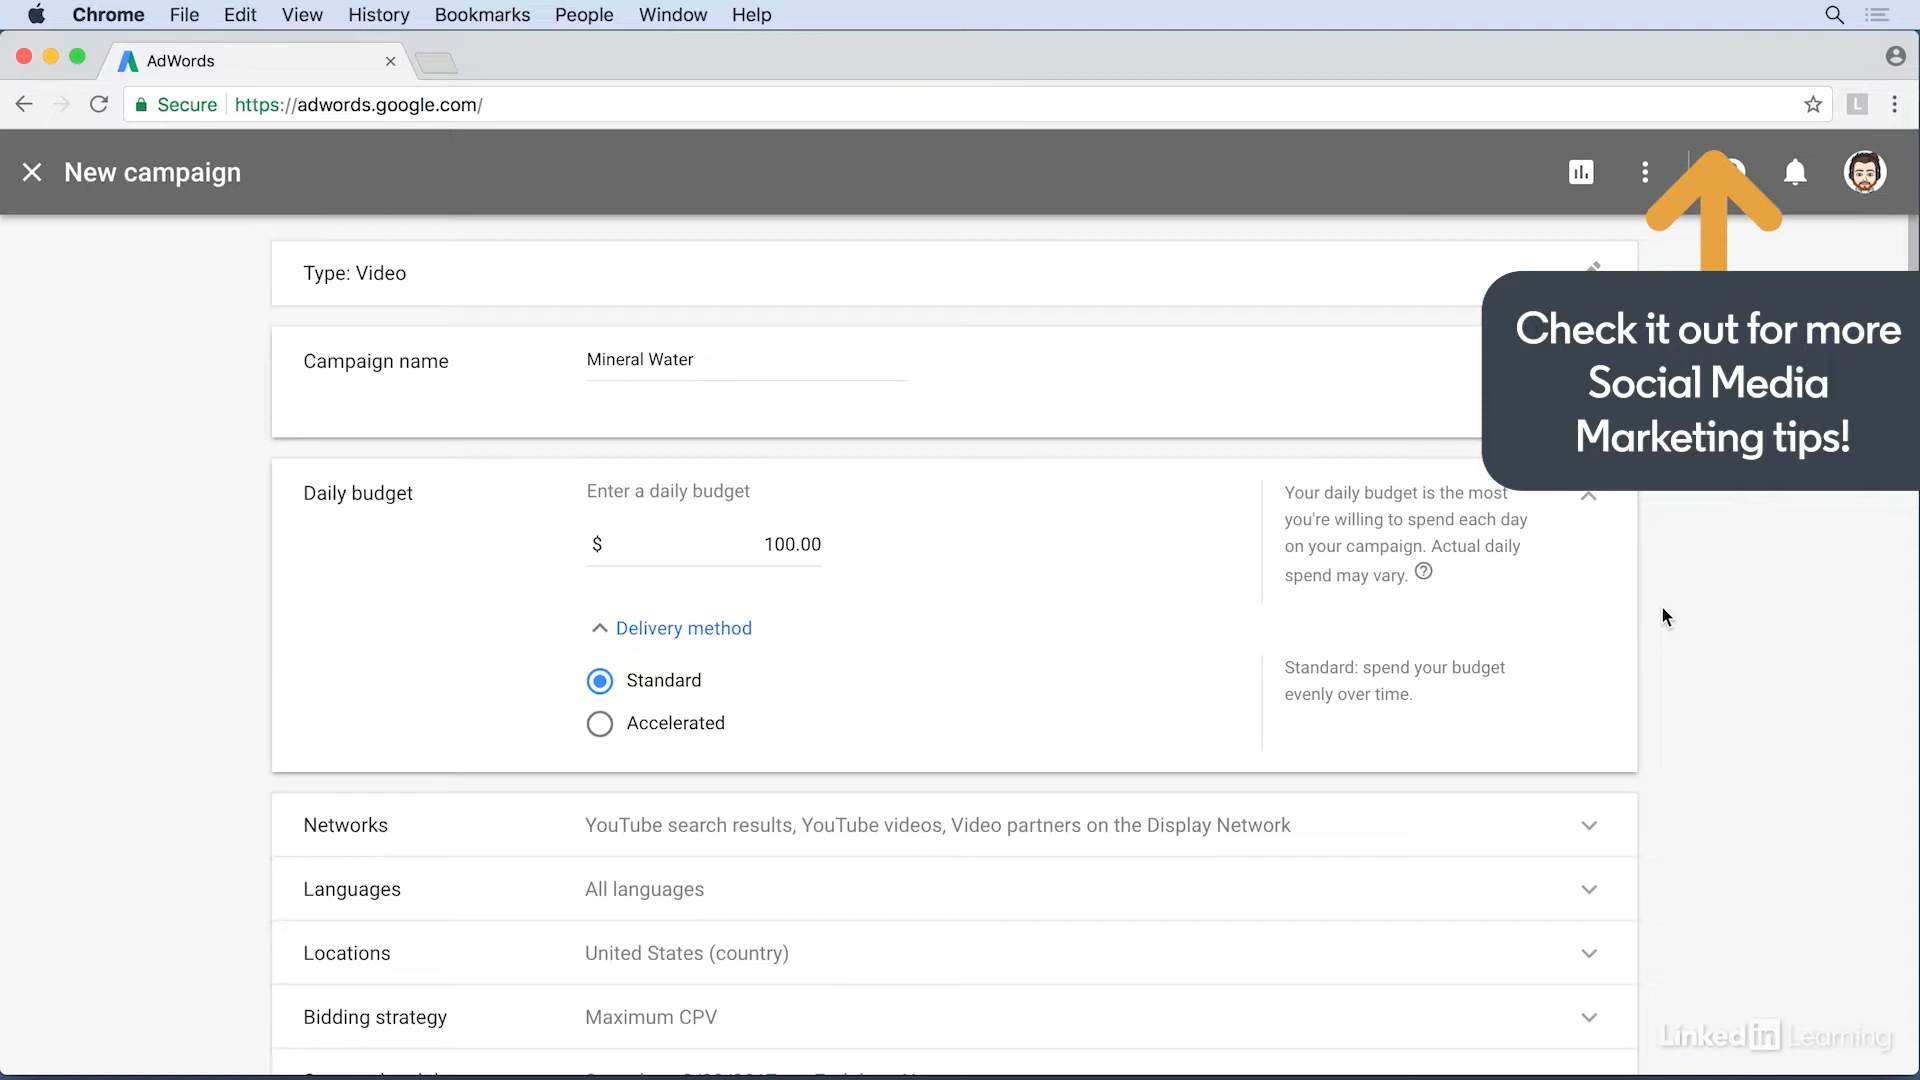 Chrome File Edit View History Bookmarks People Window Help
AdWords
Secure https://adwords.google.com/
L
New campaign
Type: Video
Check it out for more
Social Media
Marketing tips!
Campaign name Mineral Water
Daily budget Enter a daily budget
$ 100.00
Your daily budget is the most
you're willing to spend each day
on your campaign. Actual daily
spend may vary.
Delivery method
Standard
Accelerated
Standard: spend your budget
evenly over time.
Networks YouTube search results, YouTube videos, Video partners on the Display Network
Languages All languages
Locations United States (country)
Bidding strategy Maximum CPV
Linked in Learning